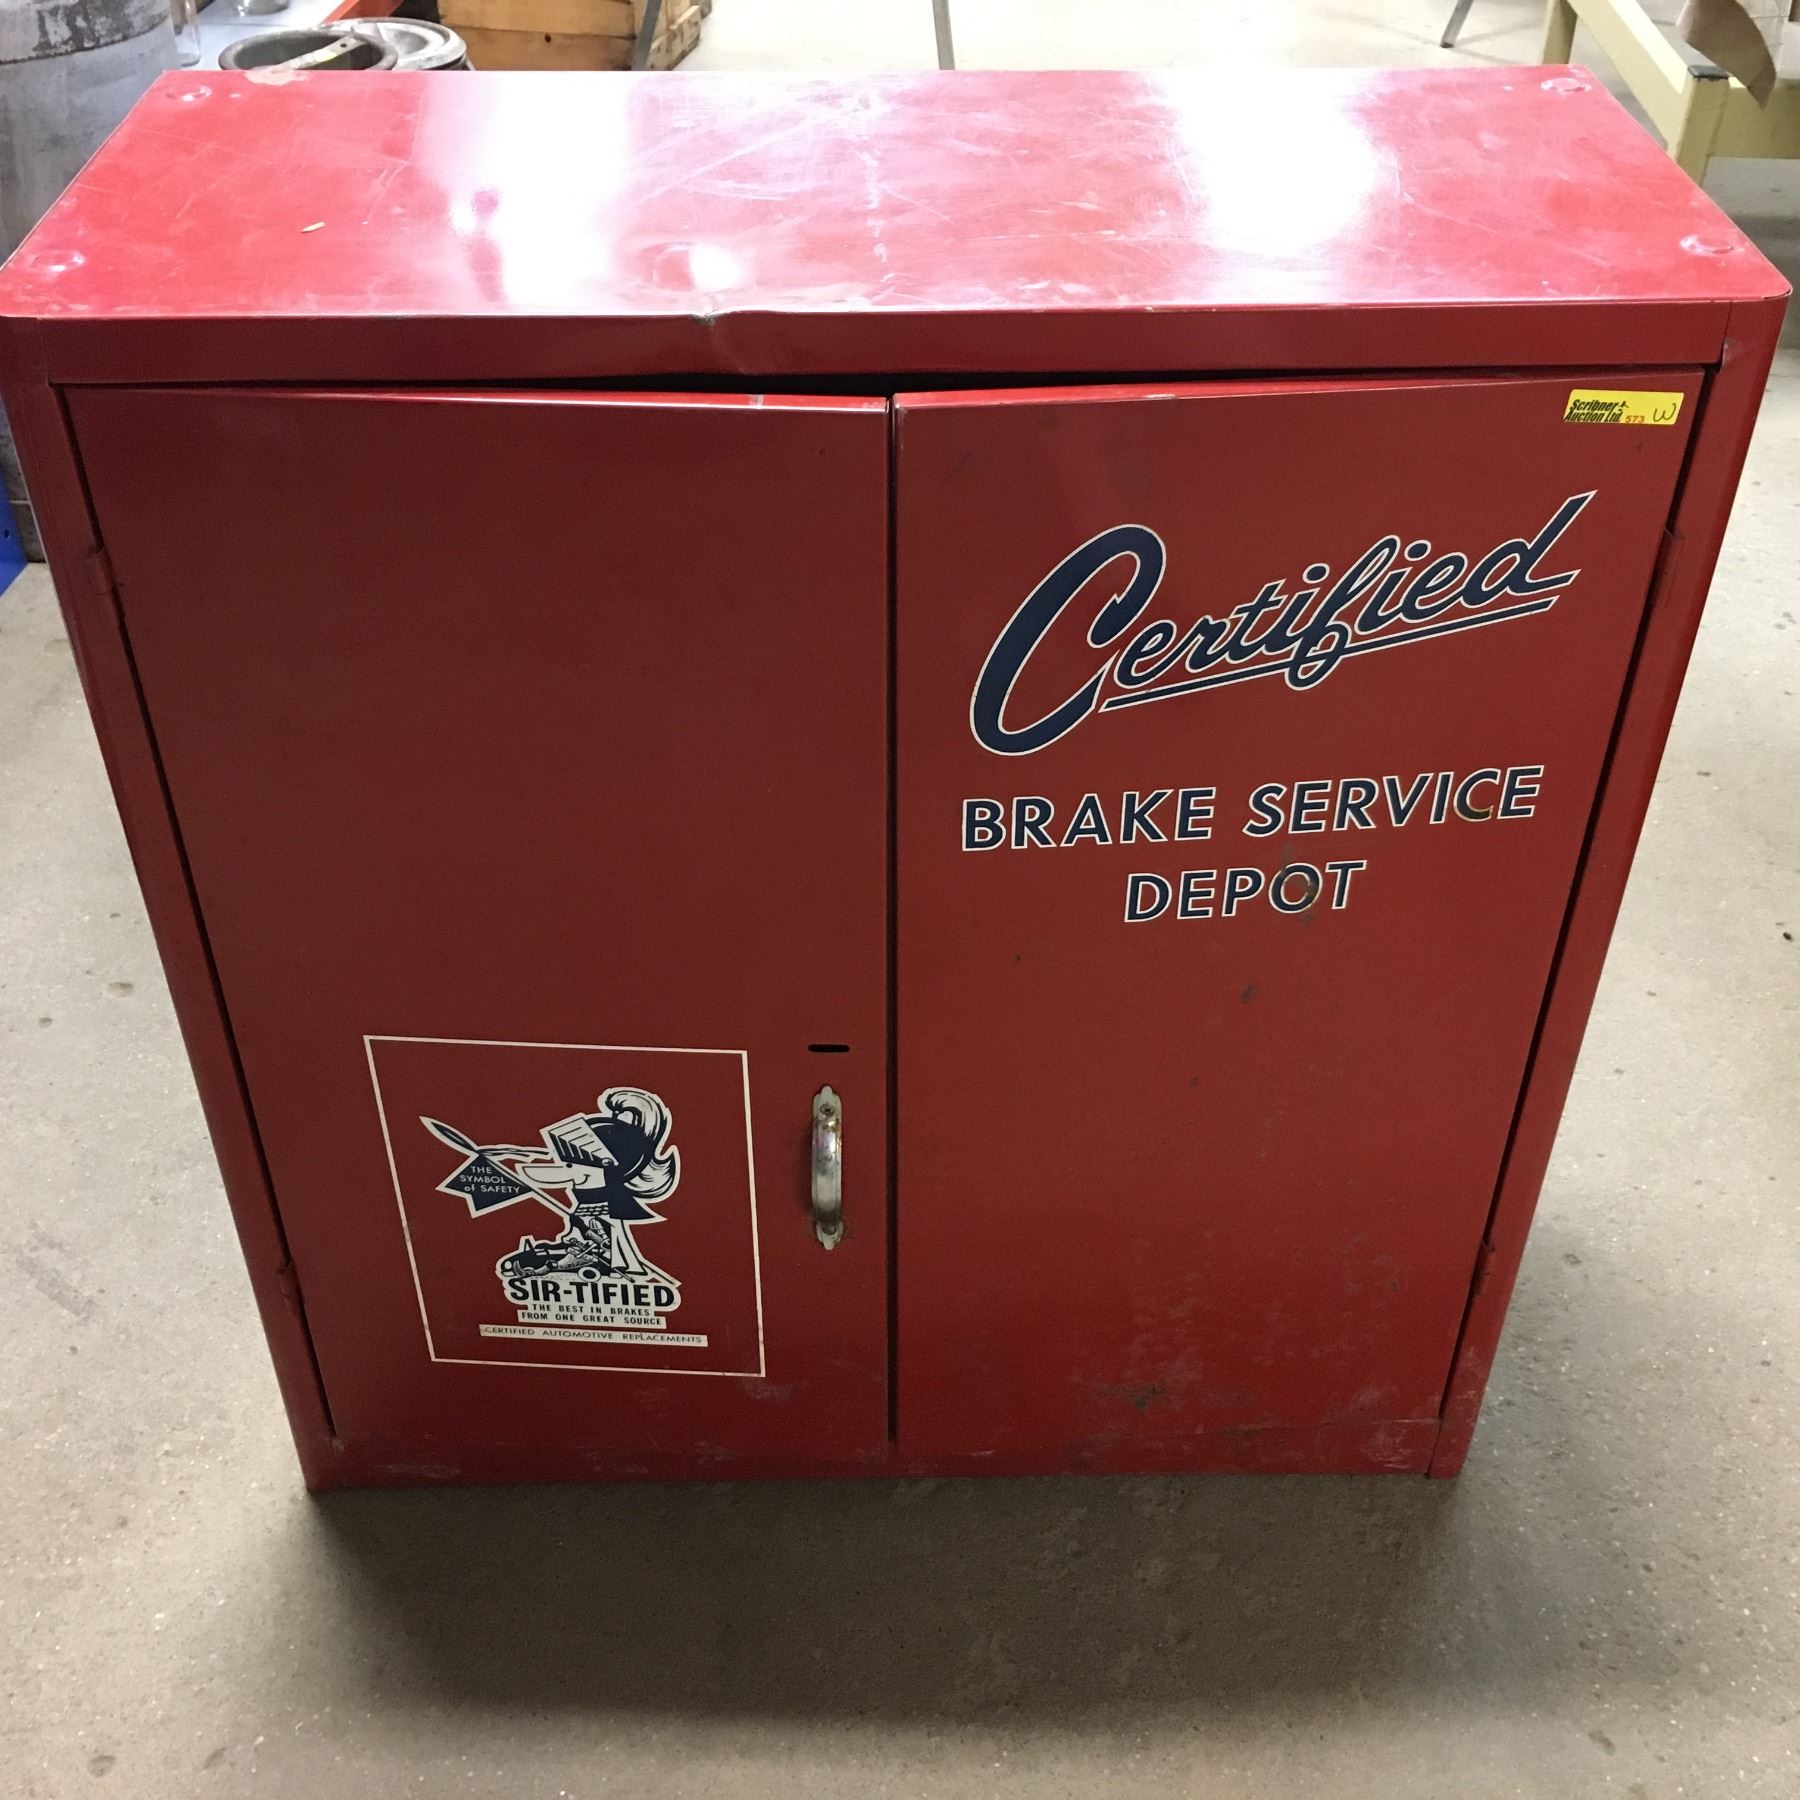 Scribner
Auction Ltd. 573 W
Certified
BRAKE SERVICE
DEPOT
THE
SYMBOL
of SAFETY
SIR-TIFIED
THE BEST IN BRAKES
FROM ONE GREAT SOURCE
CERTIFIED AUTOMOTIVE REPLACEMENTS